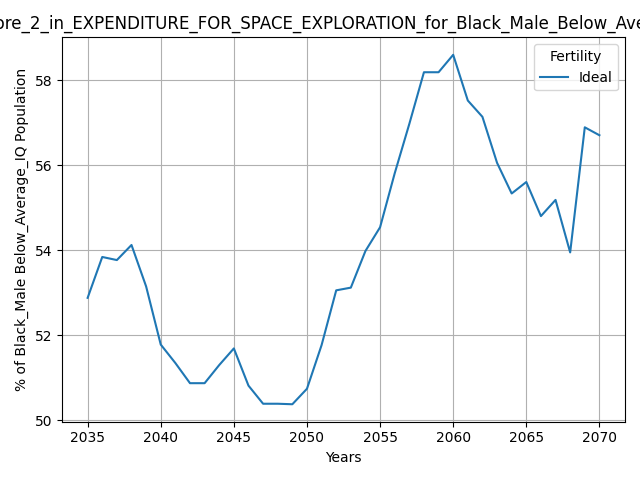 ore_2_in_EXPENDITURE_FOR_SPACE_EXPLORATION_for_Black_Male_Below_Ave
Fertility
Ideal
% of Black_Male Below_Average_IQ Population
58
56
54
52
50
2035 2040 2045 2050 2055 2060 2065 2070
Years